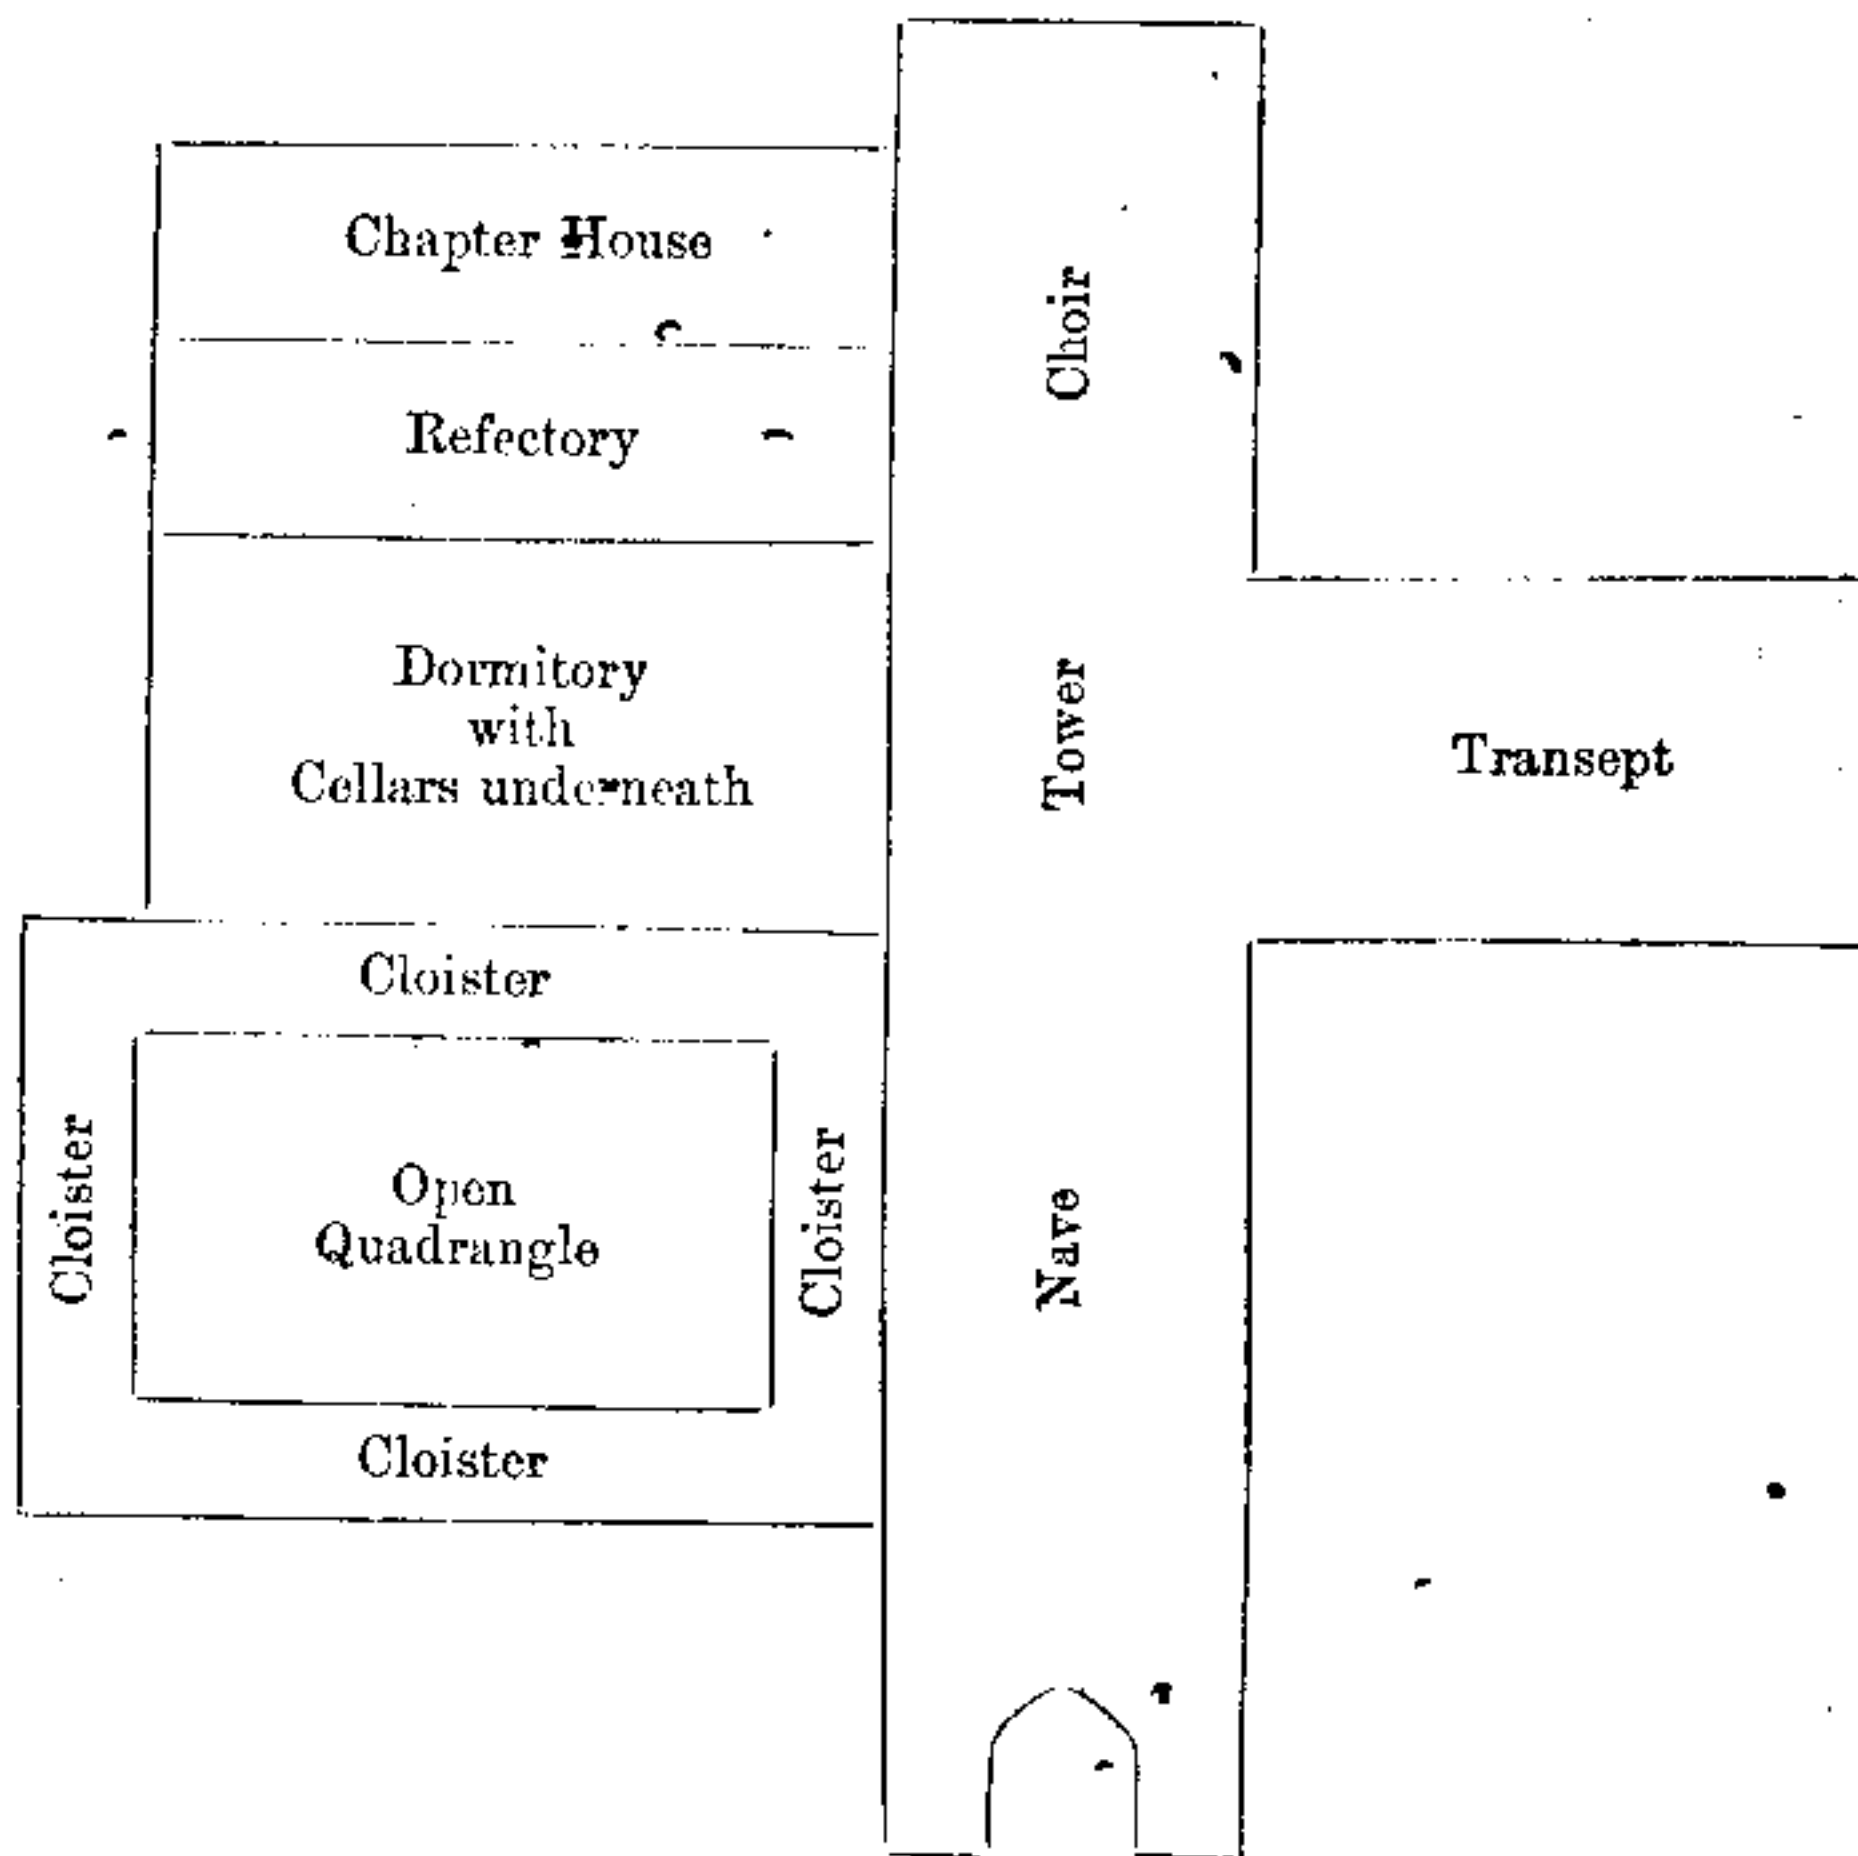 Chapter House
Choir
Refectory
Dormitory
with
Cellars underneath
Tower
Transept
Cloister
Cloister
Open
Quadrangle
Cloister
Nave
Cloister